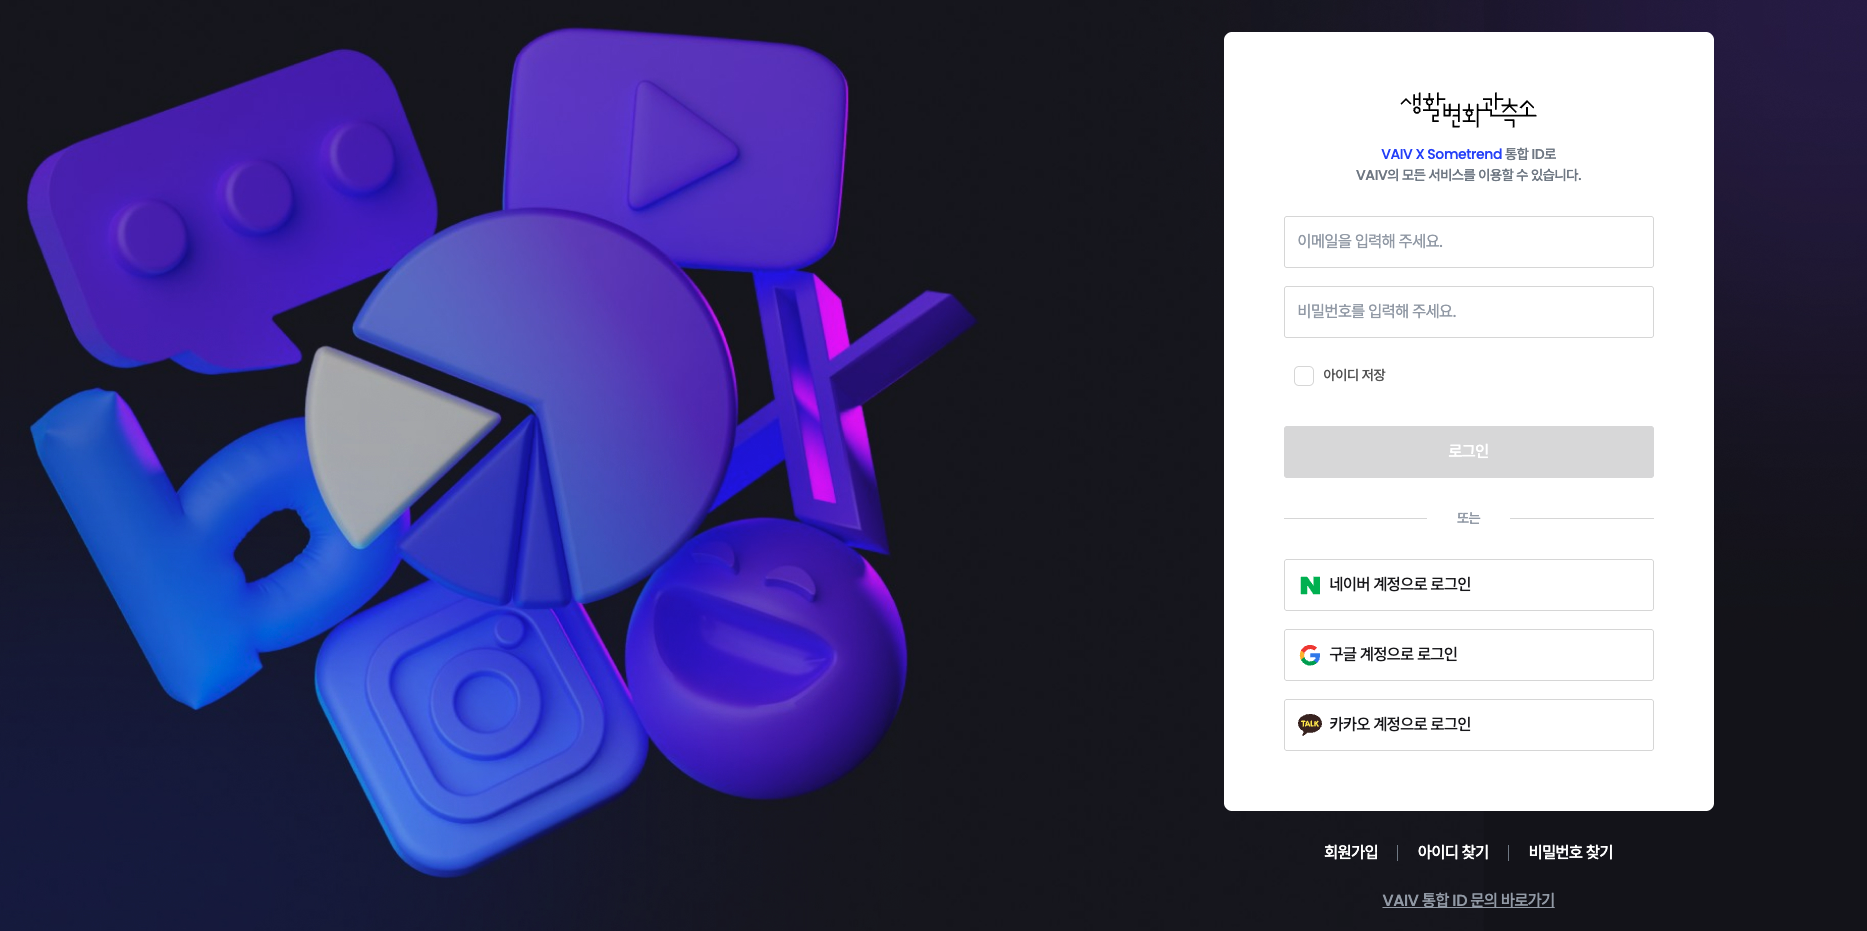 생활변화관측소
VAIV X Sometrend 통합 ID로
VAIV의 모든 서비스를 이용할 수 있습니다.
이메일을 입력해 주세요.
비밀번호를 입력해 주세요.
아이디 저장
로그인
또는
네이버 계정으로 로그인
구글 계정으로 로그인
TALK 카카오 계정으로 로그인
회원가입 | 아이디 찾기 | 비밀번호 찾기
VAIV 통합 ID 문의 바로가기